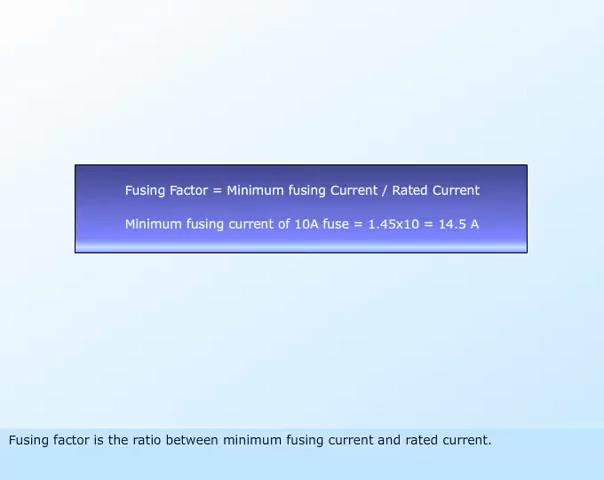 Fusing Factor = Minimum fusing Current / Rated Current
Minimum fusing current of 10A fuse = 1.45x10 = 14.5 A
Fusing factor is the ratio between minimum fusing current and rated current.